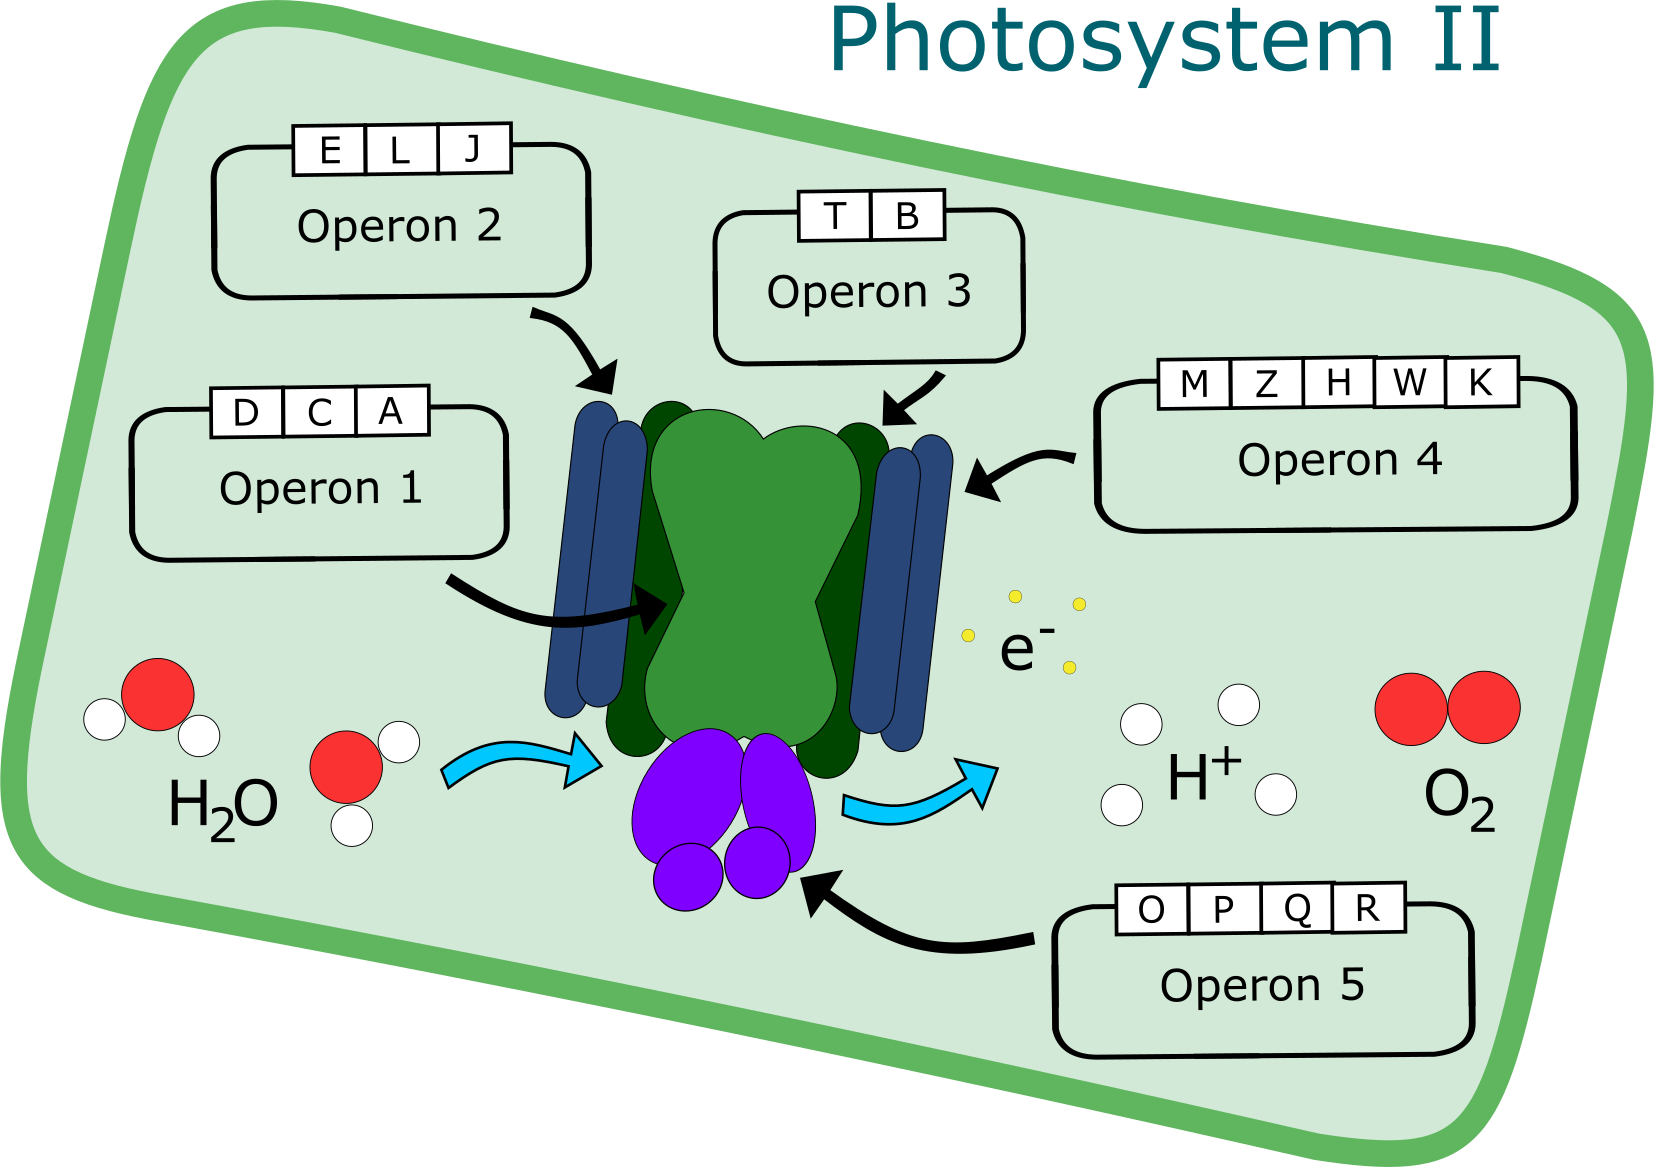 Photosystem II
E L J
Operon 2
T B
Operon 3
M Z H W K
Operon 4
D C A
Operon 1
e-
H2O
H+
O2
O P Q R
Operon 5